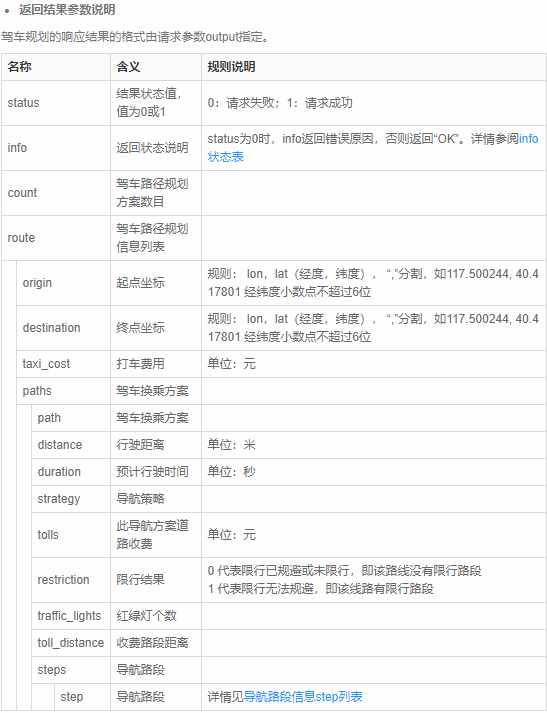 返回结果参数说明
驾车规划的响应结果的格式由请求参数output指定。
名称 含义 规则说明
status 结果状态值，值为0或1 0：请求失败；1：请求成功
info 返回状态说明 status为0时，info返回错误原因，否则返回“OK”。详情参阅info状态表
count 驾车路径规划方案数目
route 驾车路径规划信息列表
origin 起点坐标 规则： lon，lat（经度，纬度）， “,”分割，如117.500244, 40.417801 经纬度小数点不超过6位
destination 终点坐标 规则： lon，lat（经度，纬度）， “,”分割，如117.500244, 40.417801 经纬度小数点不超过6位
taxi_cost 打车费用 单位：元
paths 驾车换乘方案
path 驾车换乘方案
distance 行驶距离 单位：米
duration 预计行驶时间 单位：秒
strategy 导航策略
tolls 此导航方案道路收费 单位：元
restriction 限行结果 0 代表限行已规避或未限行，即该路线没有限行路段
1 代表限行无法规避，即该线路有限行路段
traffic_lights 红绿灯个数
toll_distance 收费路段距离
steps 导航路段
step 导航路段 详情见导航路段信息step列表